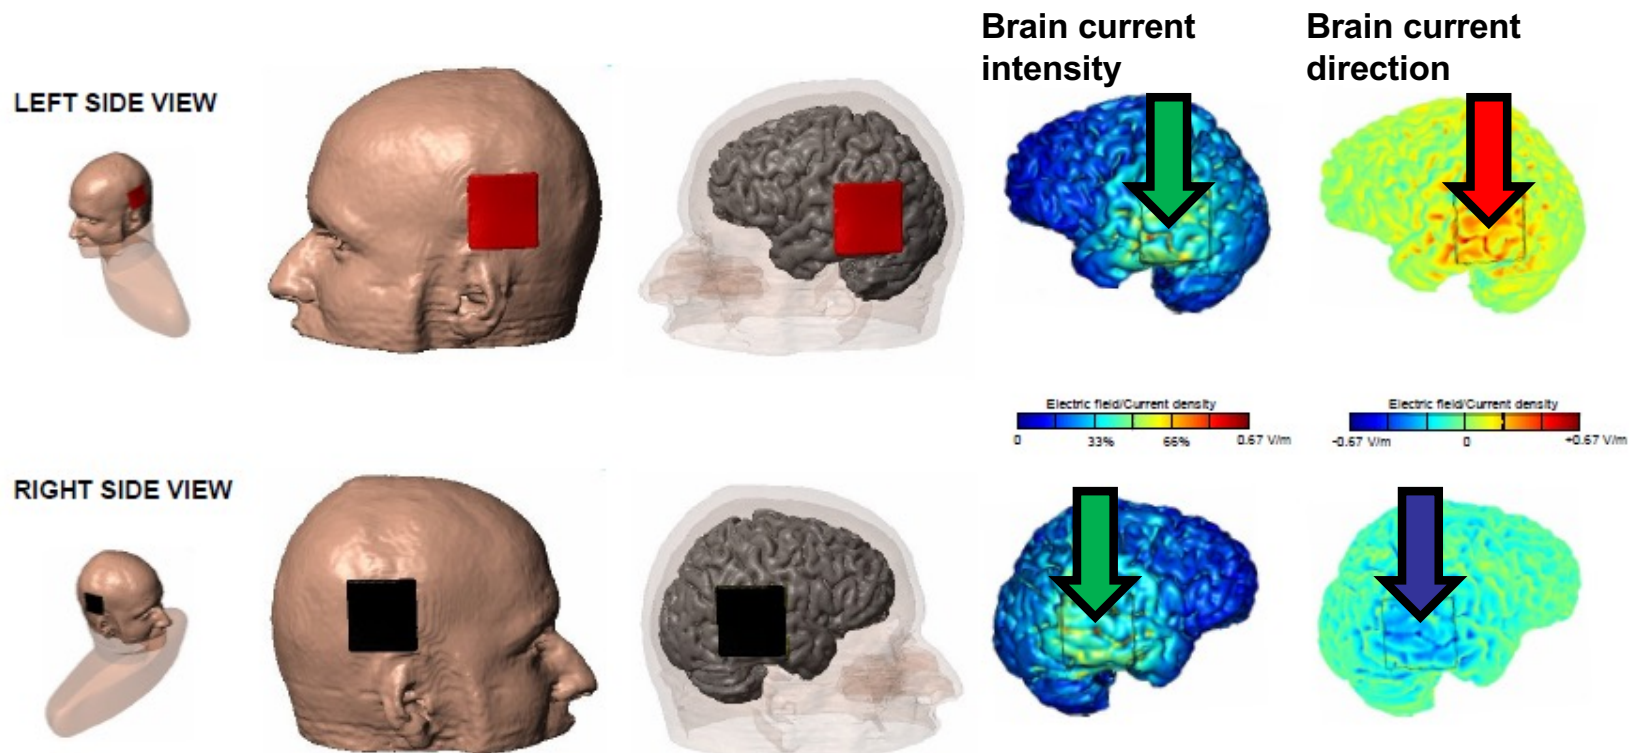 Brain current
intensity
Brain current
direction
LEFT SIDE VIEW
Electric field/Current density
0 33% 66% 0.67 V/m
Electric field/Current density
-0.67 V/m 0 +0.67 V/m
RIGHT SIDE VIEW